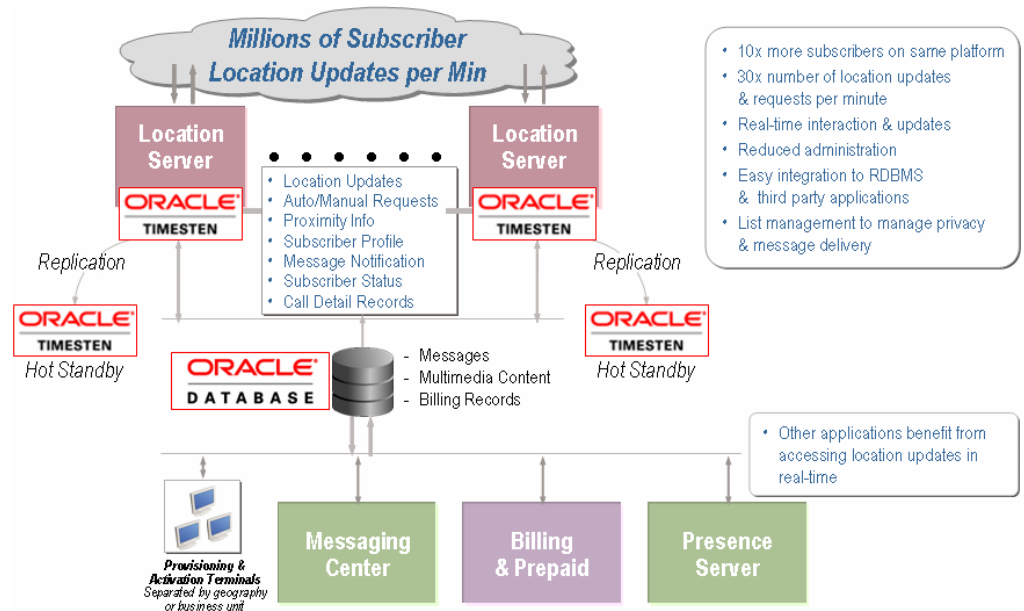 Millions of Subscriber
Location Updates per Min
• 10x more subscribers on same platform
• 30x number of location updates
& requests per minute
• Real-time interaction & updates
• Reduced administration
• Easy integration to RDBMS
& third party applications
• List management to manage privacy
& message delivery
Location
Server
ORACLE®
TIMESTEN
• Location Updates
• Auto/Manual Requests
• Proximity Info
• Subscriber Profile
• Message Notification
• Subscriber Status
• Call Detail Records
Location
Server
ORACLE®
TIMESTEN
Replication
ORACLE®
TIMESTEN
Hot Standby
Replication
ORACLE®
TIMESTEN
Hot Standby
ORACLE®
DATABASE
- Messages
- Multimedia Content
- Billing Records
• Other applications benefit from
accessing location updates in
real-time
Provisioning &
Activation Terminals
Separated by geography
or business unit
Messaging
Center
Billing
& Prepaid
Presence
Server